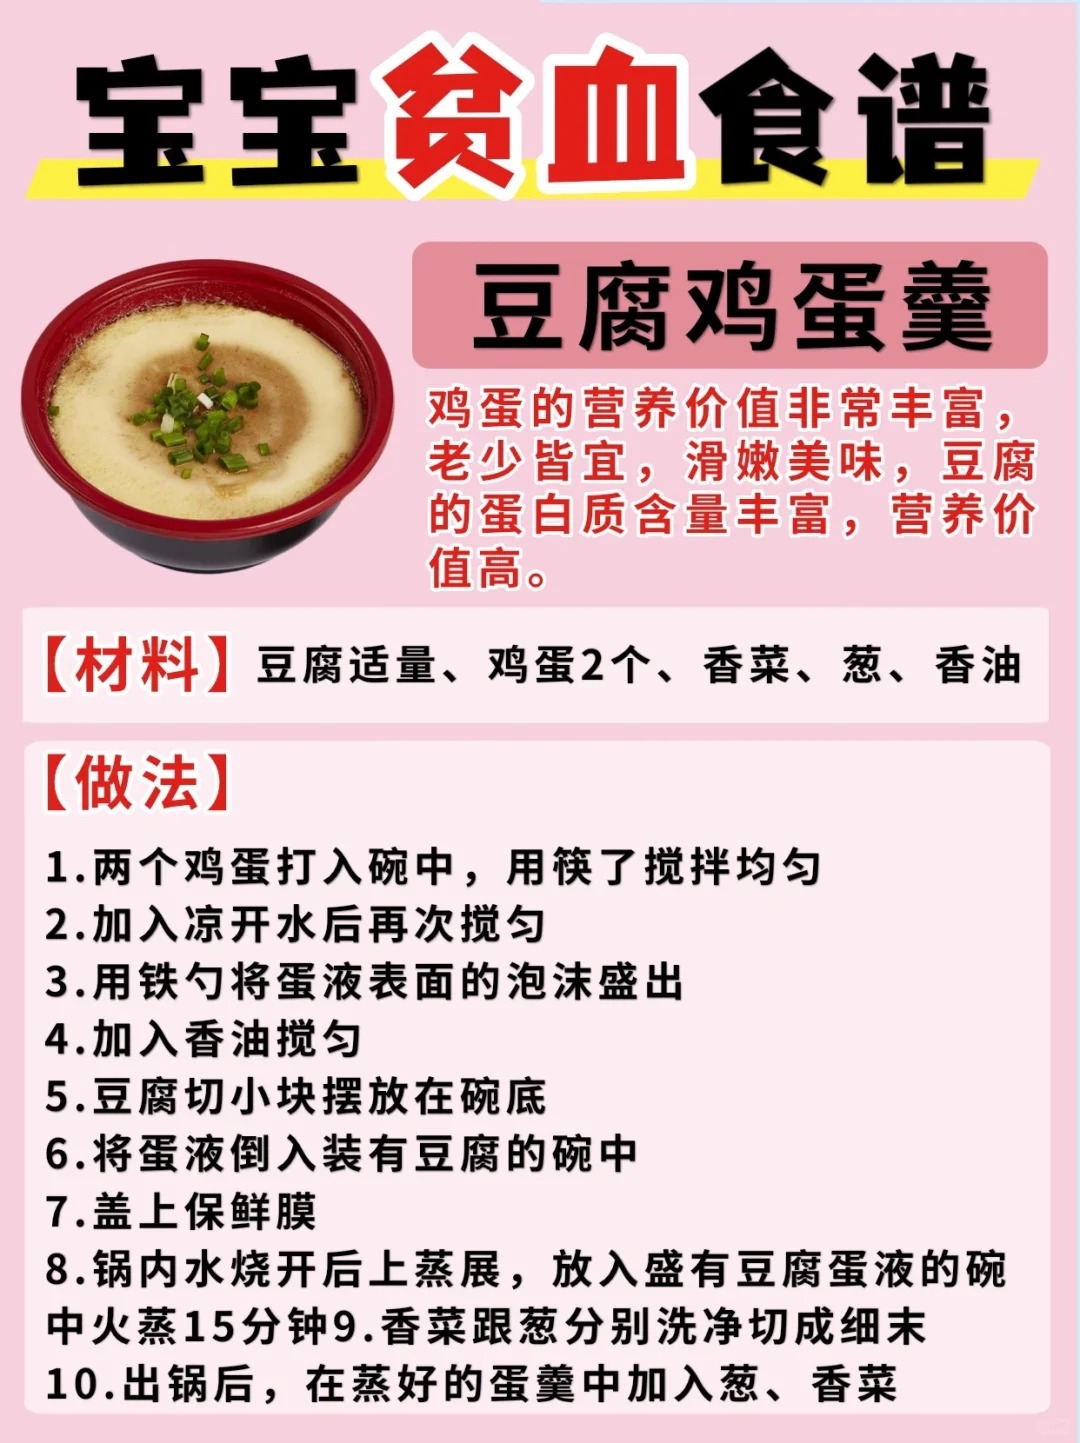 宝宝贫血食谱
豆腐鸡蛋羹
鸡蛋的营养价值非常丰富，
老少皆宜，滑嫩美味，豆腐
的蛋白质含量丰富，营养价
值高。
【材料】豆腐适量、鸡蛋2个、香菜、葱、香油
【做法】
1.两个鸡蛋打入碗中，用筷了搅拌均匀
2.加入凉开水后再次搅匀
3.用铁勺将蛋液表面的泡沫盛出
4.加入香油搅匀
5.豆腐切小块摆放在碗底
6.将蛋液倒入装有豆腐的碗中
7.盖上保鲜膜
8.锅内水烧开后上蒸展，放入盛有豆腐蛋液的碗
中火蒸15分钟9.香菜跟葱分别洗净切成细末
10.出锅后，在蒸好的蛋羹中加入葱、香菜